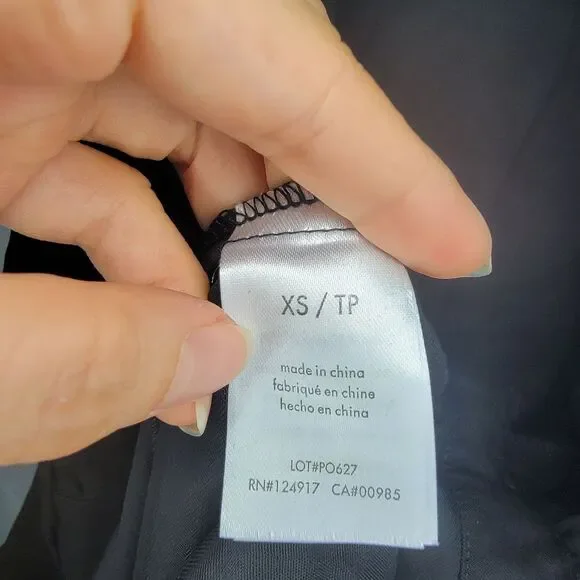 XS / TP
made in china
fabriqué en chine
hecho en china
LOT#PO627
RN#124917 CA#00985